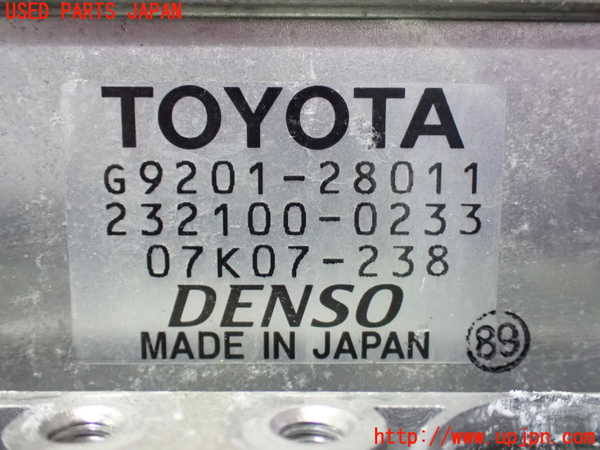 USED PARTS JAPAN
TOYOTA
G9201-28011
232100-0233
07K07-238
DENSO
MADE IN JAPAN
89
http://www.upjpn.com/